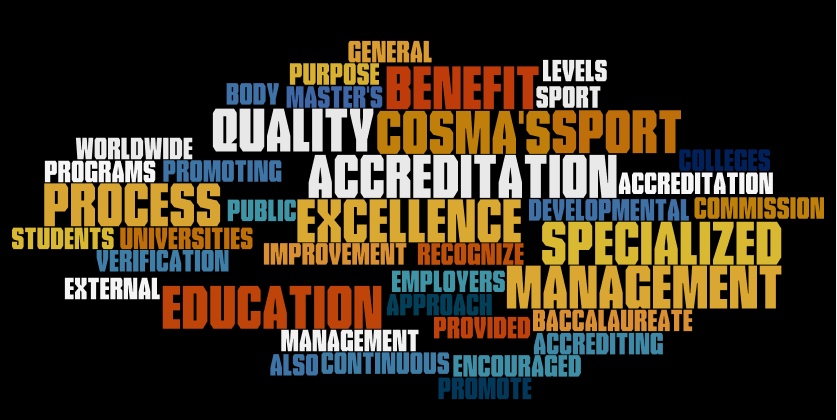 GENERAL
PURPOSE BENEFIT LEVELS
BODY MASTER'S SPORT
QUALITY COSMA'S SPORT
WORLDWIDE ACCREDITATION COLLEGES
PROGRAMS PROMOTING ACCREDITATION
PROCESS PUBLIC EXCELLENCE DEVELOPMENTAL COMMISSION
STUDENTS UNIVERSITIES IMPROVEMENT RECOGNIZE SPECIALIZED
VERIFICATION
EXTERNAL EMPLOYERS MANAGEMENT
EDUCATION APPROACH
PROVIDED BACCALAUREATE
MANAGEMENT ACCREDITING
ALSO CONTINUOUS ENCOURAGED
PROMOTE